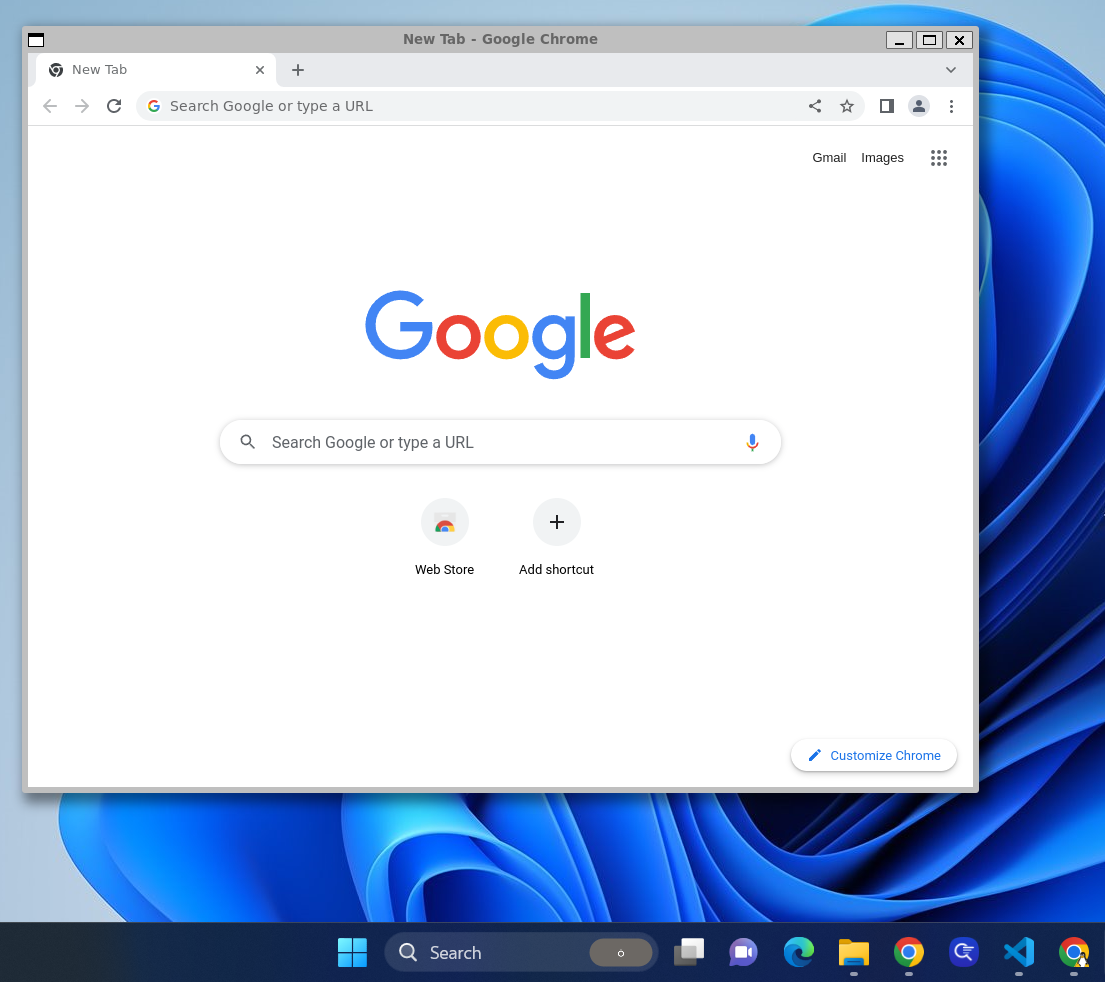 New Tab - Google Chrome
New Tab
Search Google or type a URL
Gmail Images
Google
Search Google or type a URL
Web Store Add shortcut
Customize Chrome
Search